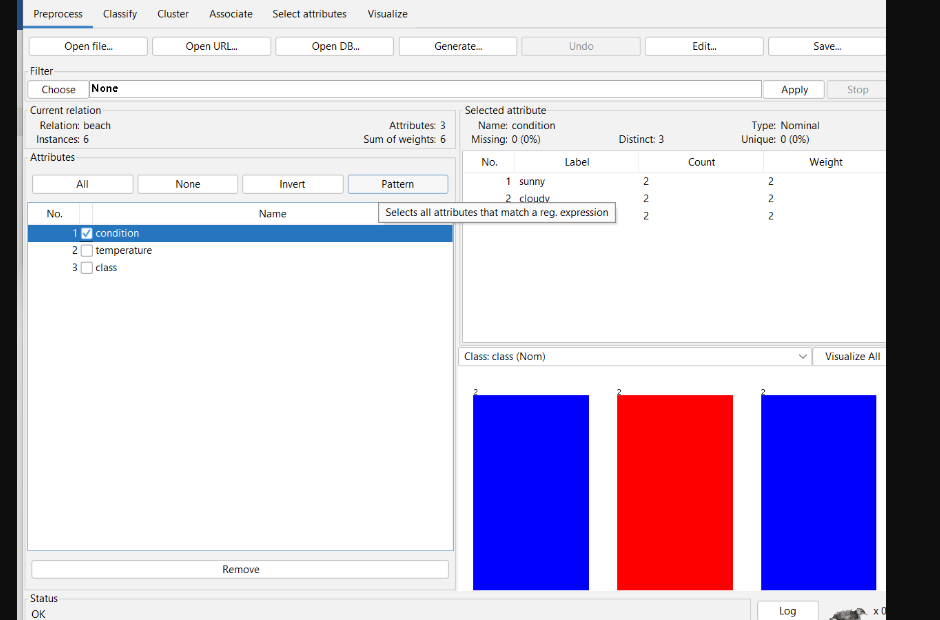 Preprocess Classify Cluster Associate Select attributes Visualize
Open file... Open URL... Open DB... Generate... Undo Edit... Save...
Filter
Choose None Apply Stop
Current relation
Relation: beach Attributes: 3
Instances: 6 Sum of weights: 6
Selected attribute
Name: condition Type: Nominal
Missing: 0 (0%) Distinct: 3 Unique: 0 (0%)
Attributes
All None Invert Pattern
No. Name
1 condition
2 temperature
3 class
Remove
No. Label Count Weight
1 sunny 2 2
2 cloudy 2 2
2 2
Selects all attributes that match a reg. expression
Class: class (Nom) Visualize All
2 2 2
Status
OK
Log x 0